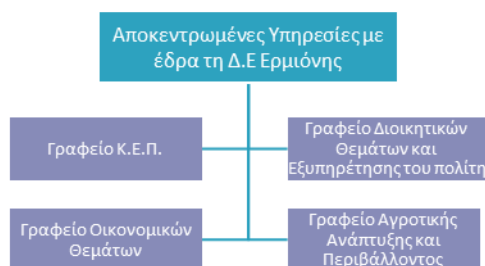 Αποκεντρωμένες Υπηρεσίες με
έδρα τη Δ.Ε Ερμιόνης
Γραφείο Κ.Ε.Π.
Γραφείο Διοικητικών
Θεμάτων και
Εξυπηρέτησης του πολίτη
Γραφείο Οικονομικών
Θεμάτων
Γραφείο Αγροτικής
Ανάπτυξης και
Περιβάλλοντος